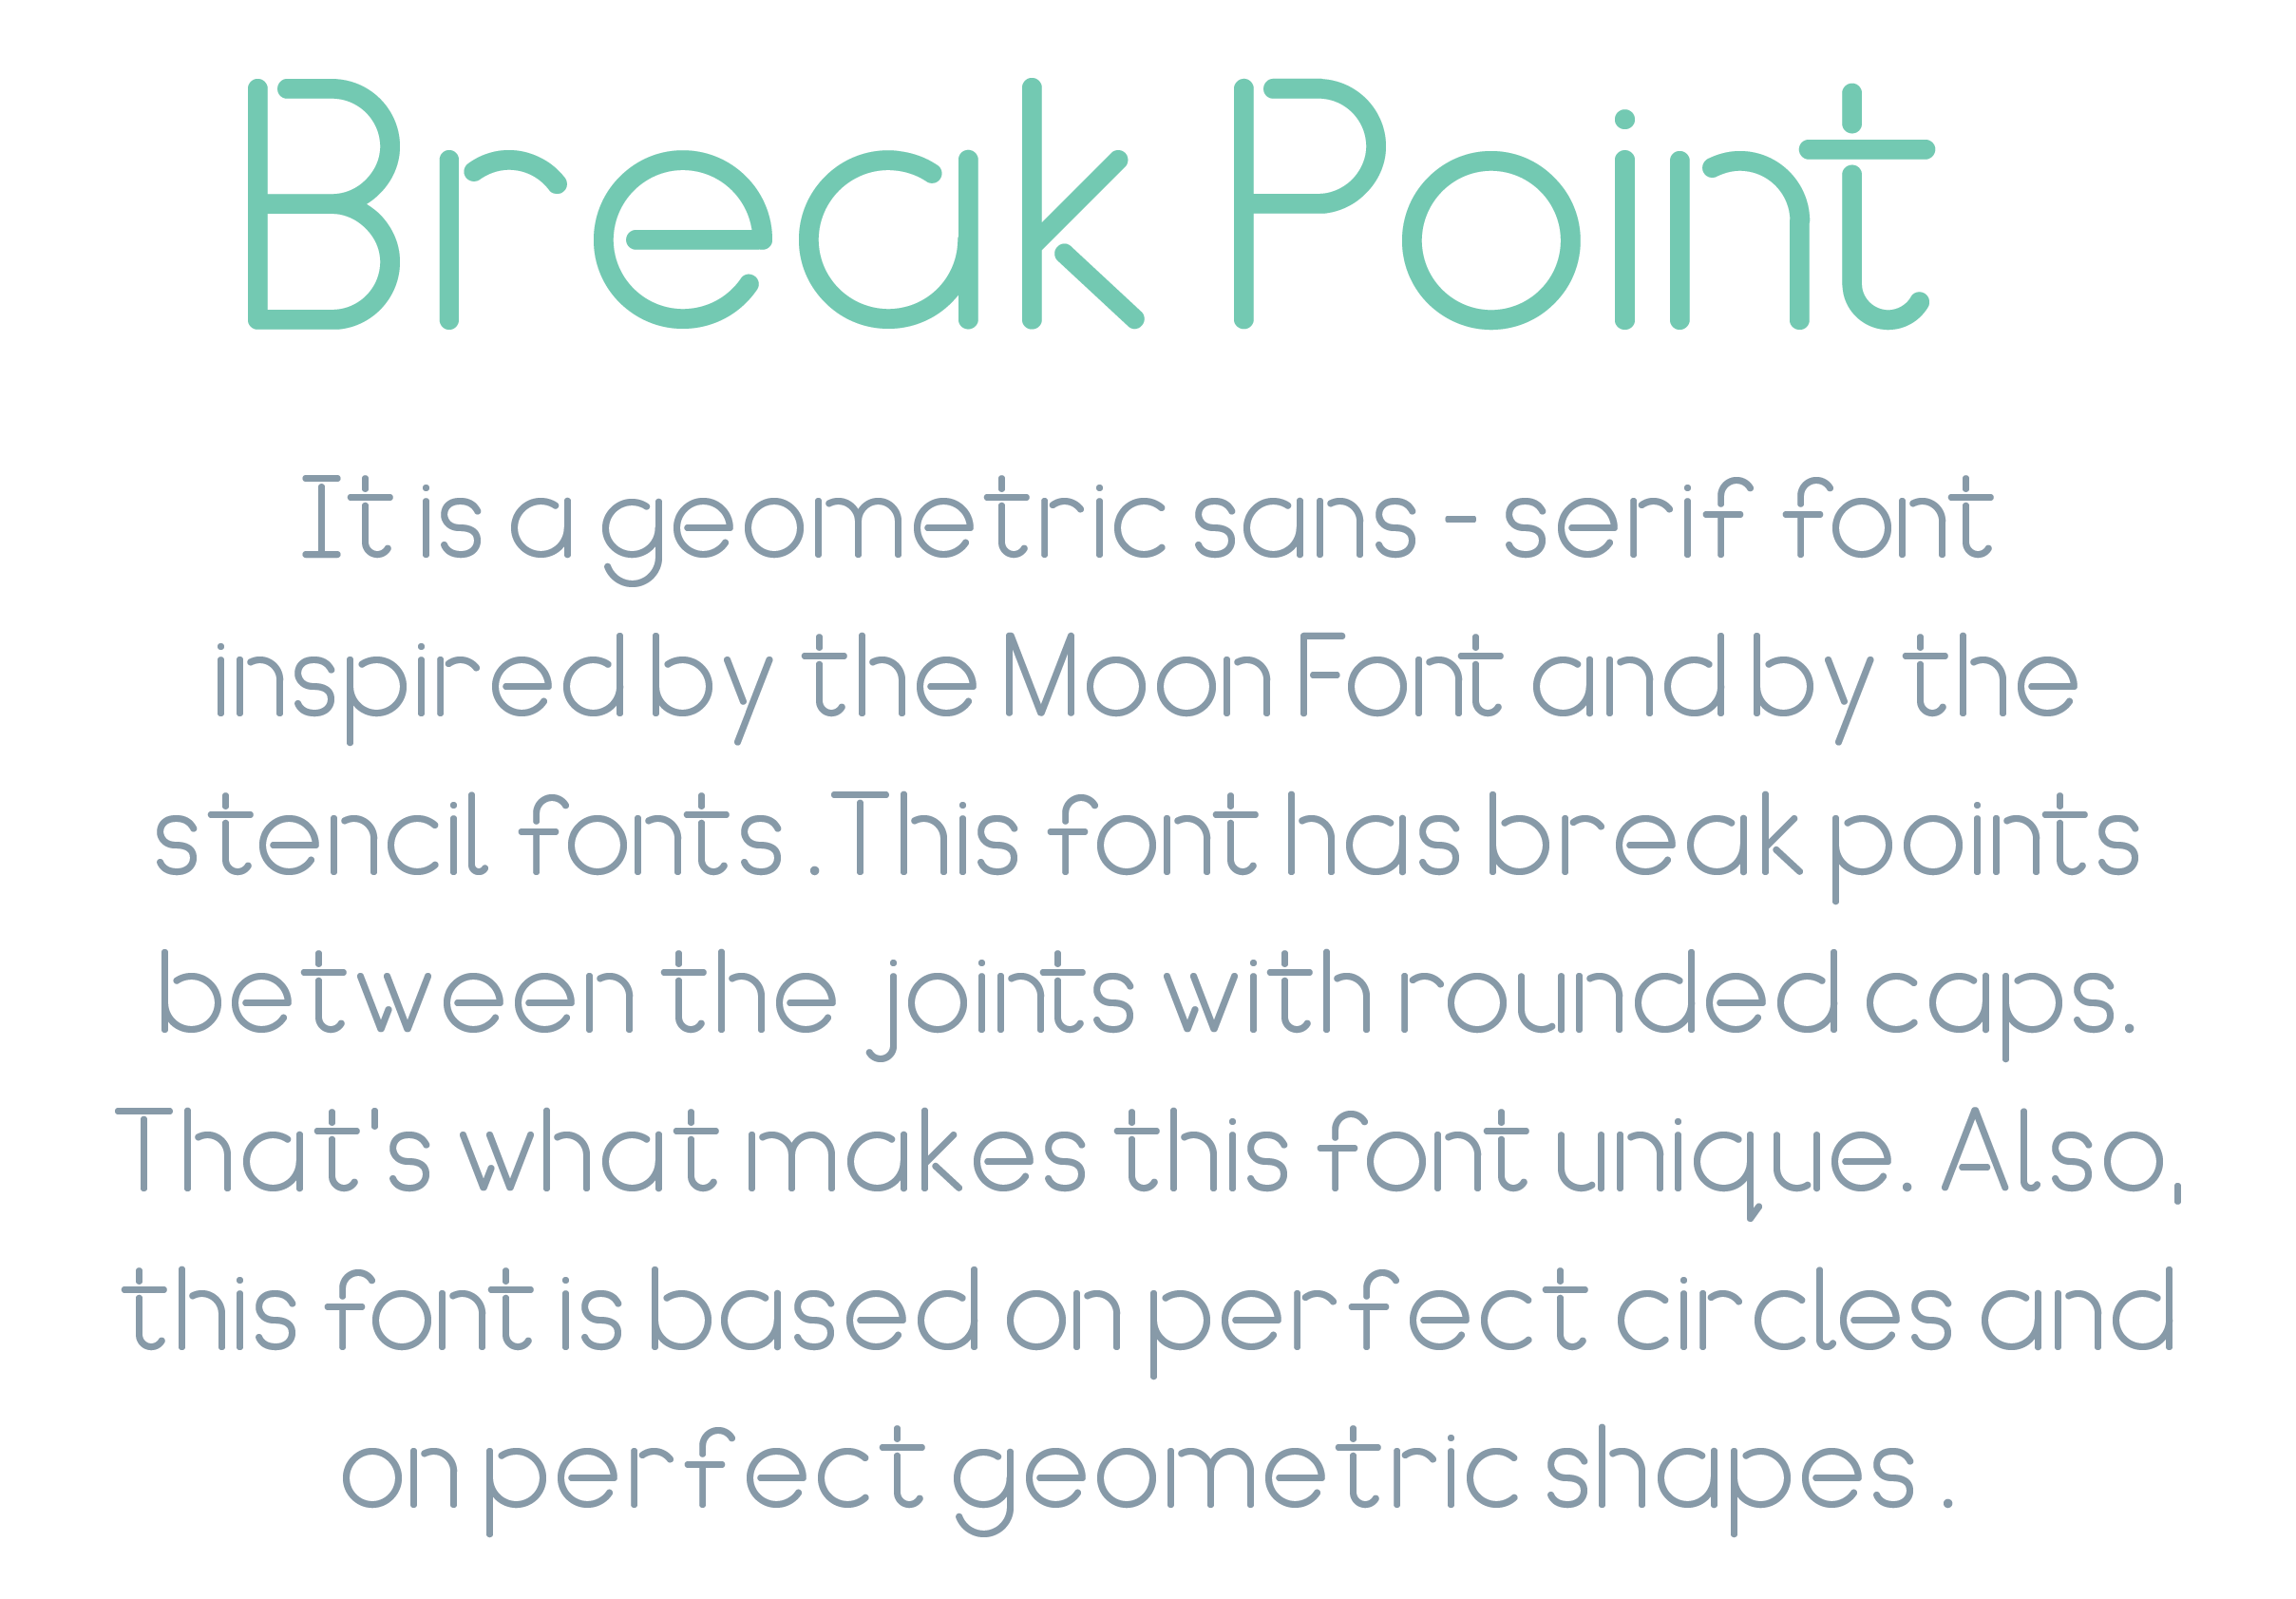 Break Point
It is a geometric sans-serif font
inspired by the Moon Font and by the
stencil fonts. This font has break points
between the joints with rounded caps.
That's what makes this font unique. Also,
this font is based on perfect circles and
on perfect geometric shapes.